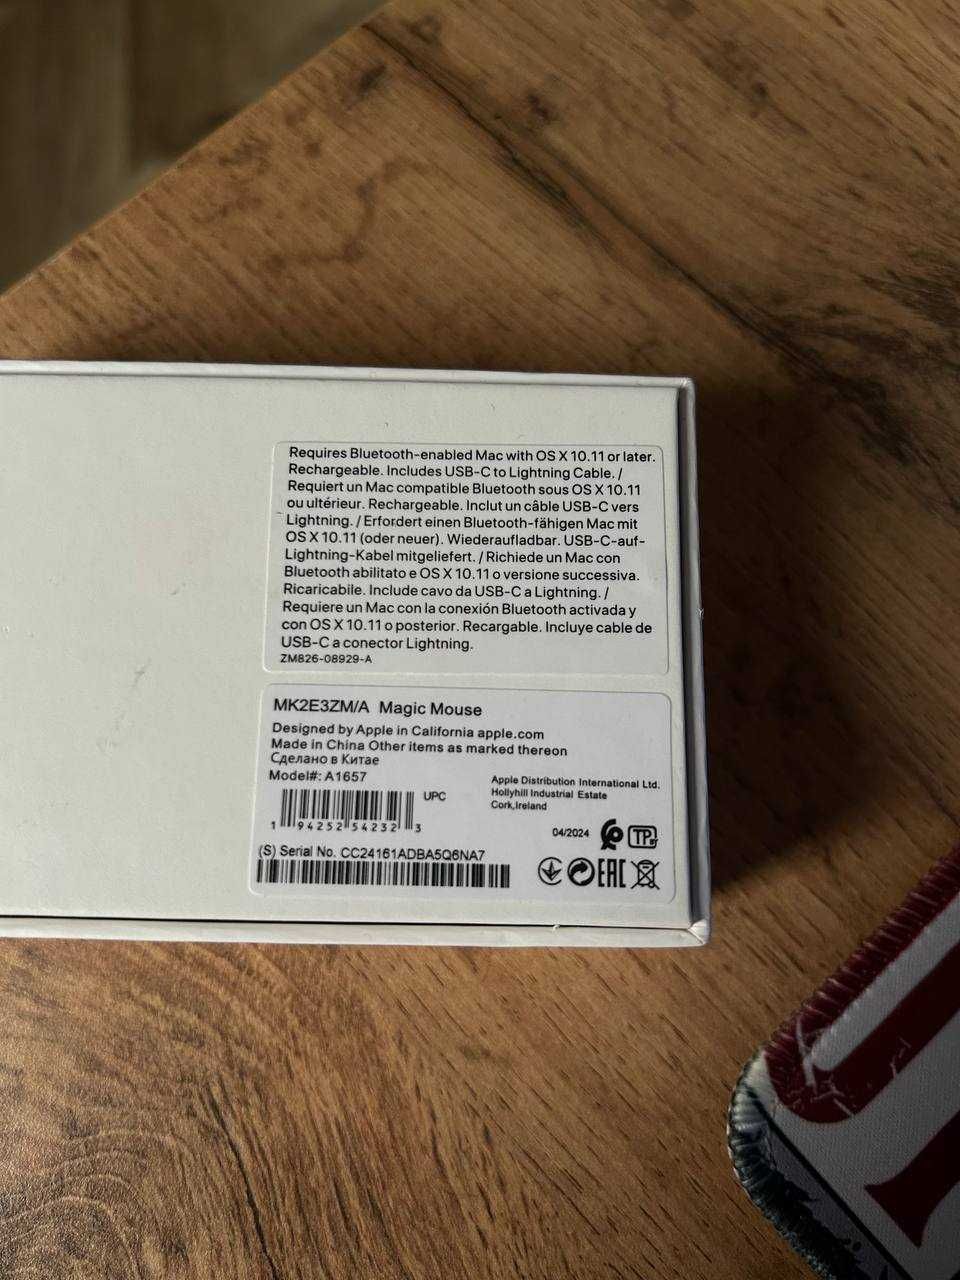 Requires Bluetooth-enabled Mac with OS X 10.11 or later.
Rechargeable. Includes USB-C to Lightning Cable. /
Requiert un Mac compatible Bluetooth sous OS X 10.11
ou ultérieur. Rechargeable. Inclut un câble USB-C vers
Lightning. / Erfordert einen Bluetooth-fähigen Mac mit
OS X 10.11 (oder neuer). Wiederaufladbar. USB-C-auf-
Lightning-Kabel mitgeliefert. / Richiede un Mac con
Bluetooth abilitato e OS X 10.11 o versione successiva.
Ricaricabile. Include cavo da USB-C a Lightning. /
Requiere un Mac con la conexión Bluetooth activada y
con OS X 10.11 o posterior. Recargable. Incluye cable de
USB-C a conector Lightning.
ZM826-08929-A
MK2E3ZM/A Magic Mouse
Designed by Apple in California apple.com
Made in China Other items as marked thereon
Сделано в Китае
Model#: A1657
UPC
1 94252 54232 3
Apple Distribution International Ltd.
Hollyhill Industrial Estate
Cork,Ireland
04/2024
TP
(S) Serial No. CC24161ADBA5Q6NA7
EAC